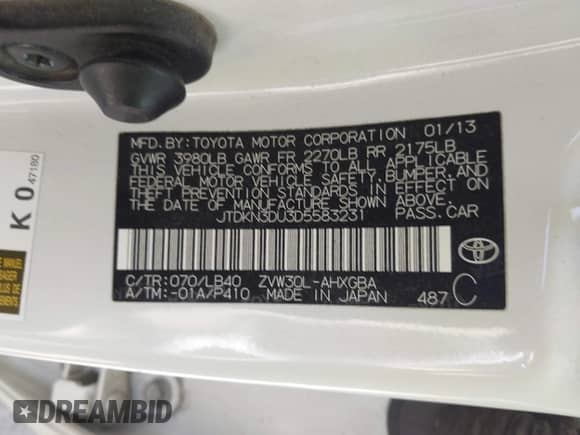 MFD. BY: TOYOTA MOTOR CORPORATION 01/13
GVWR 3980LB GAWR FR 2270LB RR 2175LB
THIS VEHICLE CONFORMS TO ALL APPLICABLE
FEDERAL MOTOR VEHICLE SAFETY, BUMPER, AND
THEFT PREVENTION STANDARDS IN EFFECT ON
THE DATE OF MANUFACTURE SHOWN ABOVE.
JTDKN3DU3D5583231 PASS. CAR
C/TR: 070/LB40 ZVW30L-AHXGBA
A/TM: -01A/P410 MADE IN JAPAN 487 C
K 0 47180
DREAMBID